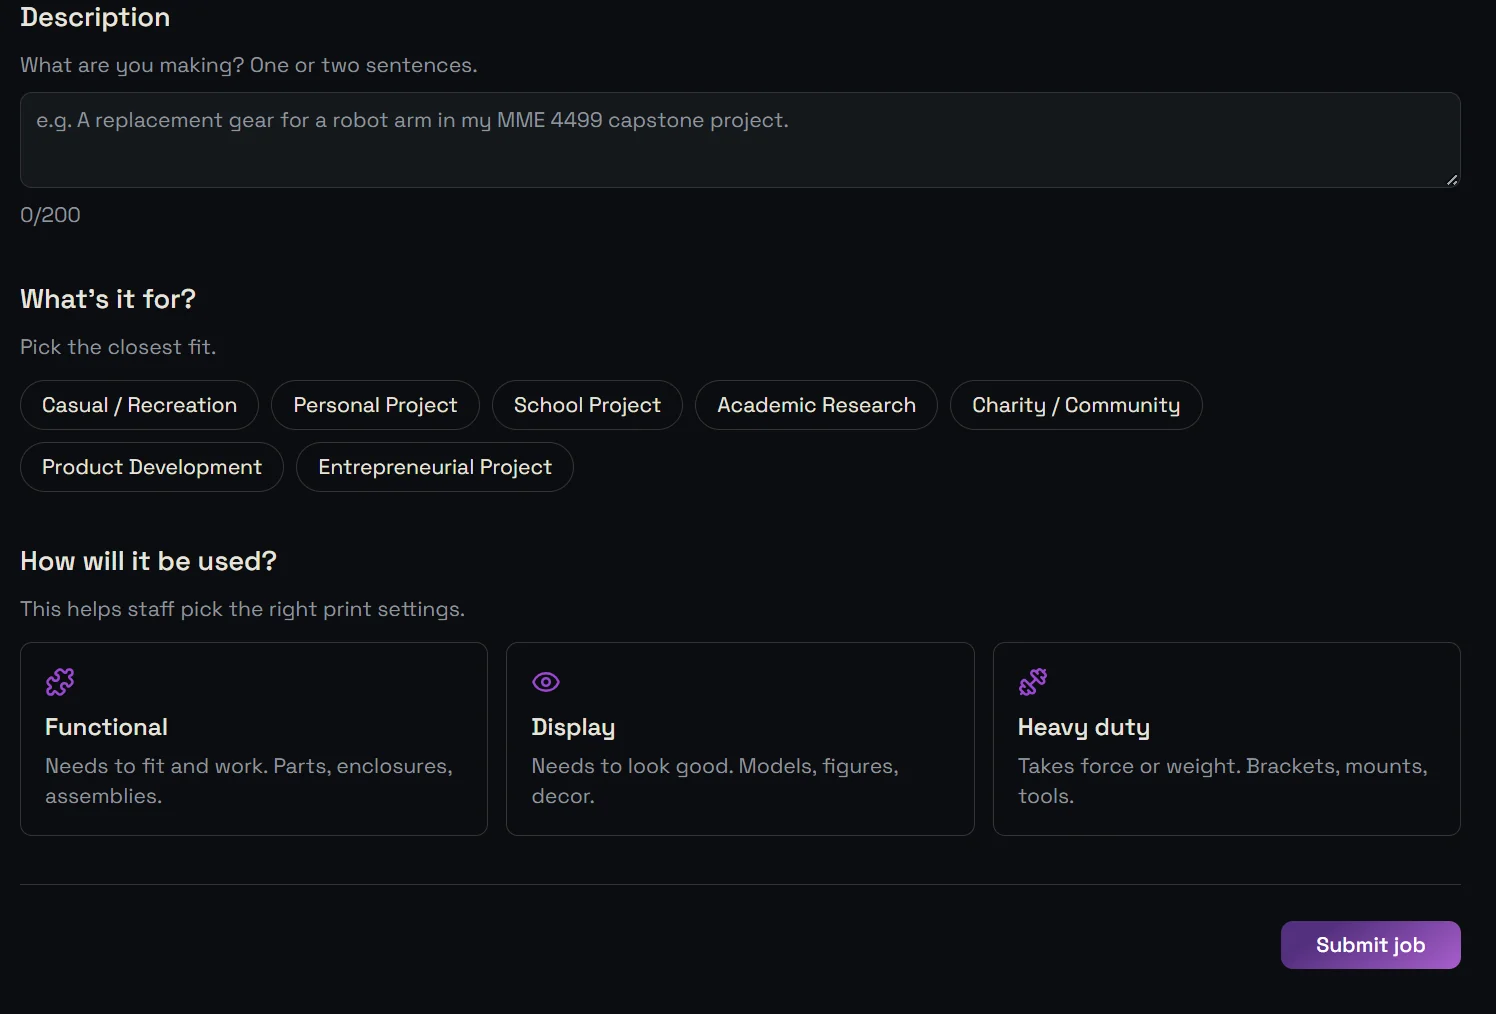 Description
What are you making? One or two sentences.
e.g. A replacement gear for a robot arm in my MME 4499 capstone project.
0/200
What's it for?
Pick the closest fit.
Casual / Recreation
Personal Project
School Project
Academic Research
Charity / Community
Product Development
Entrepreneurial Project
How will it be used?
This helps staff pick the right print settings.
Functional
Needs to fit and work. Parts, enclosures,
assemblies.
Display
Needs to look good. Models, figures,
decor.
Heavy duty
Takes force or weight. Brackets, mounts,
tools.
Submit job